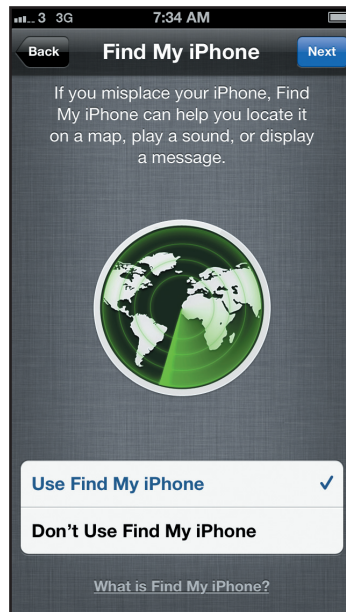 3 3G 7:34 AM
Back Find My iPhone Next
If you misplace your iPhone, Find
My iPhone can help you locate it
on a map, play a sound, or display
a message.
Use Find My iPhone
Don't Use Find My iPhone
What is Find My iPhone?